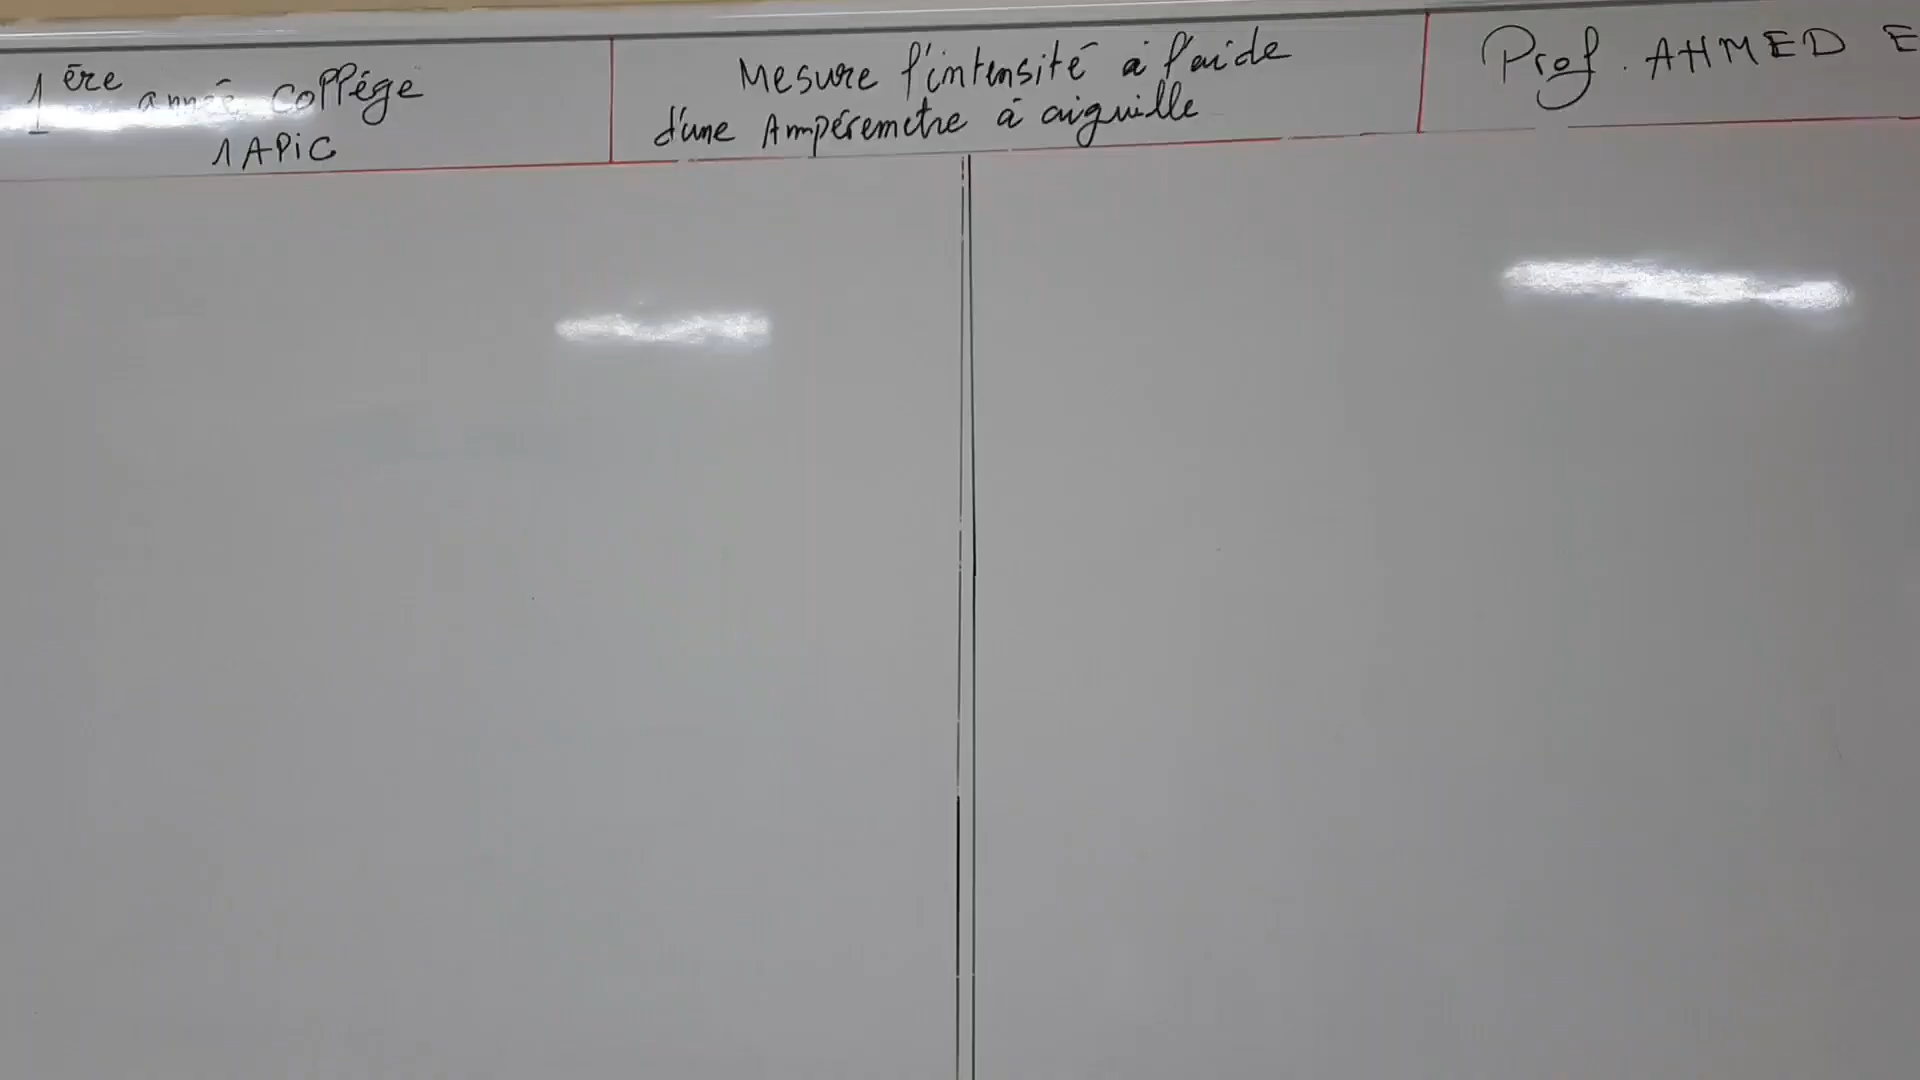 1ère année collége
1APiC
Mesure l'intensité à l'aide
d'une Ampéremetre à aiguille
Prof. AHMED E